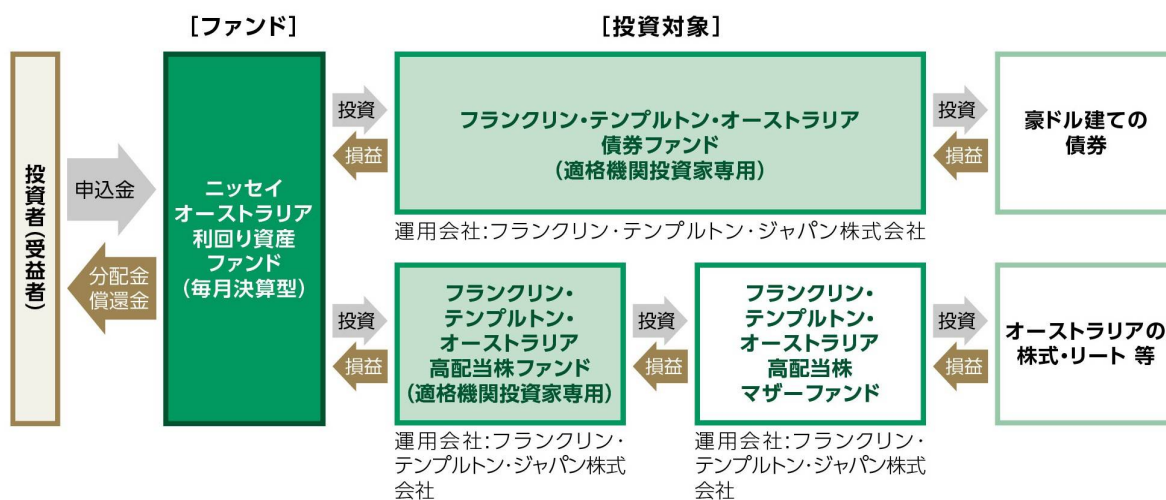 [ファンド]
[投資対象]
投資者(受益者)
申込金
分配金
償還金
ニッセイ
オーストラリア
利回り資産
ファンド
(毎月決算型)
投資
損益
フランクリン・テンプルトン・オーストラリア
債券ファンド
(適格機関投資家専用)
運用会社:フランクリン・テンプルトン・ジャパン株式会社
投資
損益
豪ドル建ての
債券
投資
損益
フランクリン・
テンプルトン・
オーストラリア
高配当株ファンド
(適格機関投資家専用)
運用会社:フランクリン・
テンプルトン・ジャパン株式
会社
投資
損益
フランクリン・
テンプルトン・
オーストラリア
高配当株
マザーファンド
運用会社:フランクリン・
テンプルトン・ジャパン株式
会社
投資
損益
オーストラリアの
株式・リート 等